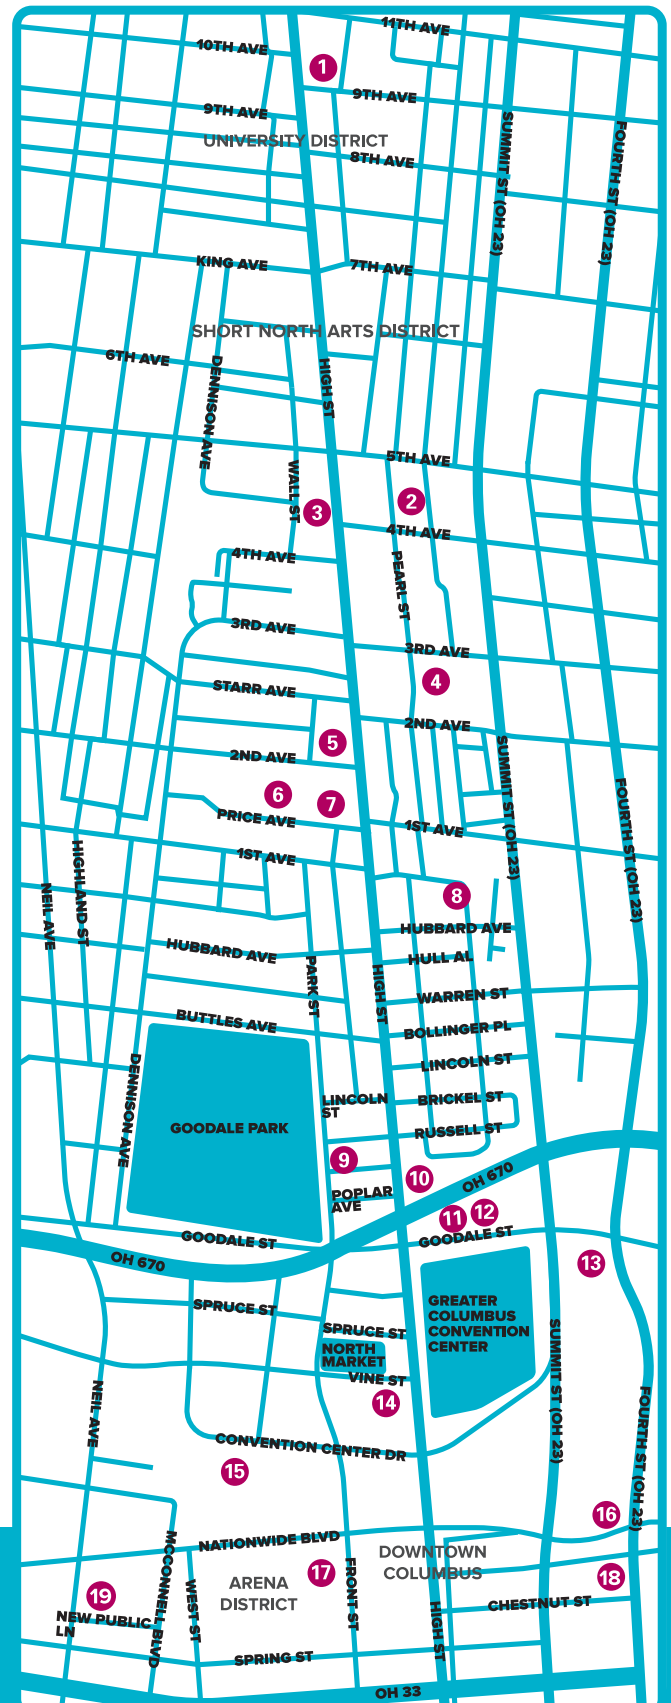 11TH AVE
10TH AVE
1
9TH AVE
9TH AVE
SUMMIT ST (OH 23)
FOURTH ST (OH 23)
UNIVERSITY DISTRICT
8TH AVE
KING AVE
7TH AVE
SHORT NORTH ARTS DISTRICT
6TH AVE
DENNISON AVE
HIGH ST
5TH AVE
WALL ST
2
3
4TH AVE
4TH AVE
PEARL ST
3RD AVE
3RD AVE
4
STARR AVE
2ND AVE
5
2ND AVE
SUMMIT ST (OH 23)
FOURTH ST (OH 23)
6
7
PRICE AVE
1ST AVE
1ST AVE
HIGHLAND ST
NEIL AVE
8
HUBBARD AVE
HUBBARD AVE
HULL AL
PARK ST
HIGH ST
WARREN ST
BUTTLES AVE
BOLLINGER PL
DENNISON AVE
LINCOLN ST
LINCOLN
ST
BRICKEL ST
GOODALE PARK
RUSSELL ST
9
10
OH 670
POPLAR
AVE
11
12
GOODALE ST
GOODALE ST
OH 670
13
GREATER
COLUMBUS
CONVENTION
CENTER
SPRUCE ST
SPRUCE ST
SUMMIT ST (OH 23)
NORTH
MARKET
VINE ST
NEIL AVE
14
FOURTH ST (OH 23)
CONVENTION CENTER DR
15
16
NATIONWIDE BLVD
MCCONNELL BLVD
DOWNTOWN
COLUMBUS
17
FRONT ST
18
ARENA
DISTRICT
WEST ST
19
NEW PUBLIC
LN
CHESTNUT ST
HIGH ST
SPRING ST
OH 33